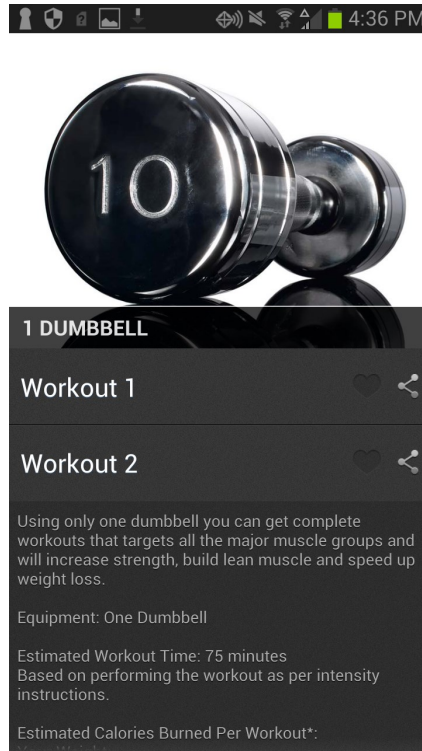 4:36 PM
10
1 DUMBBELL
Workout 1
Workout 2
Using only one dumbbell you can get complete
workouts that targets all the major muscle groups and
will increase strength, build lean muscle and speed up
weight loss.
Equipment: One Dumbbell
Estimated Workout Time: 75 minutes
Based on performing the workout as per intensity
instructions.
Estimated Calories Burned Per Workout*:
Your Weight